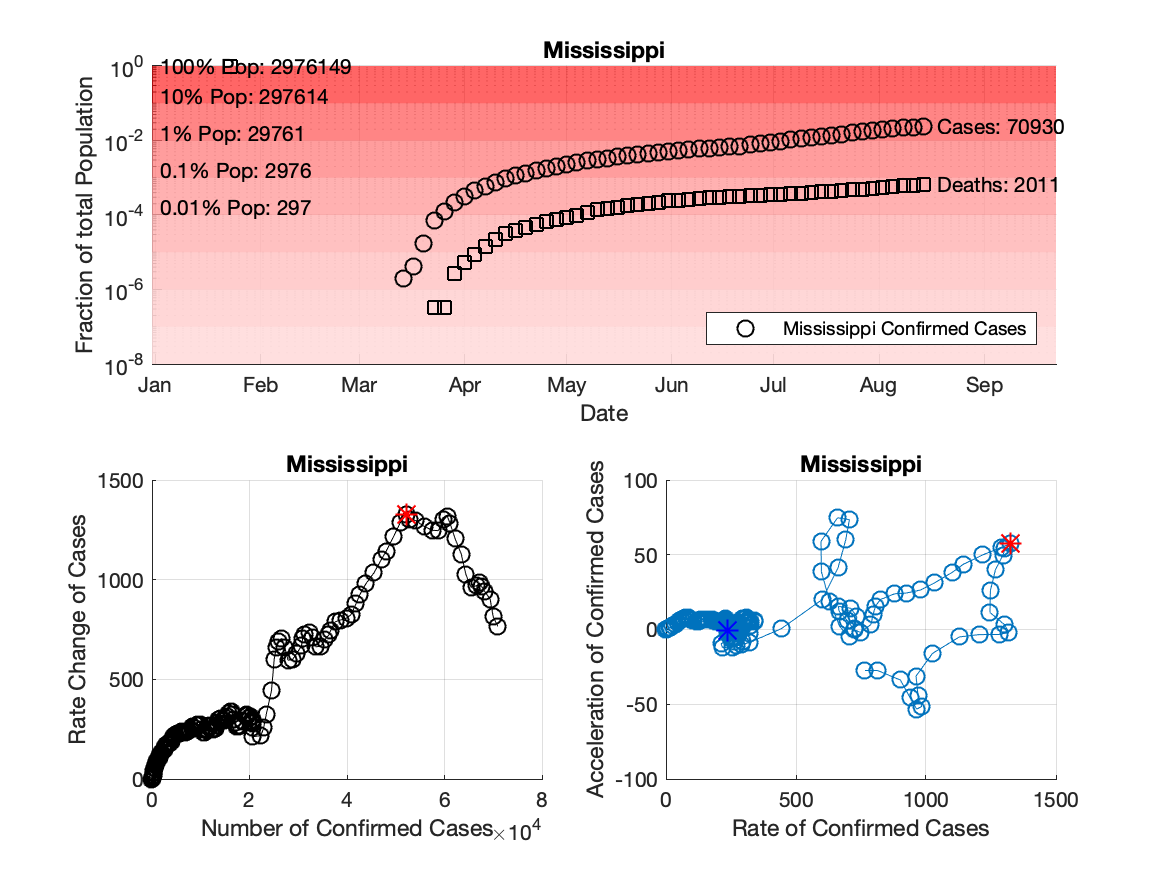 Mississippi
Fraction of total Population
10^0
10^-2
10^-4
10^-6
10^-8
100% Pop: 2976149
10% Pop: 297614
1% Pop: 29761
0.1% Pop: 2976
0.01% Pop: 297
Cases: 70930
Deaths: 2011
Mississippi Confirmed Cases
Jan Feb Mar Apr May Jun Jul Aug Sep
Date
Mississippi
Rate Change of Cases
1500
1000
500
0
0 2 4 6 8
Number of Confirmed Cases ×10^4
Mississippi
Acceleration of Confirmed Cases
100
50
0
-50
-100
0 500 1000 1500
Rate of Confirmed Cases